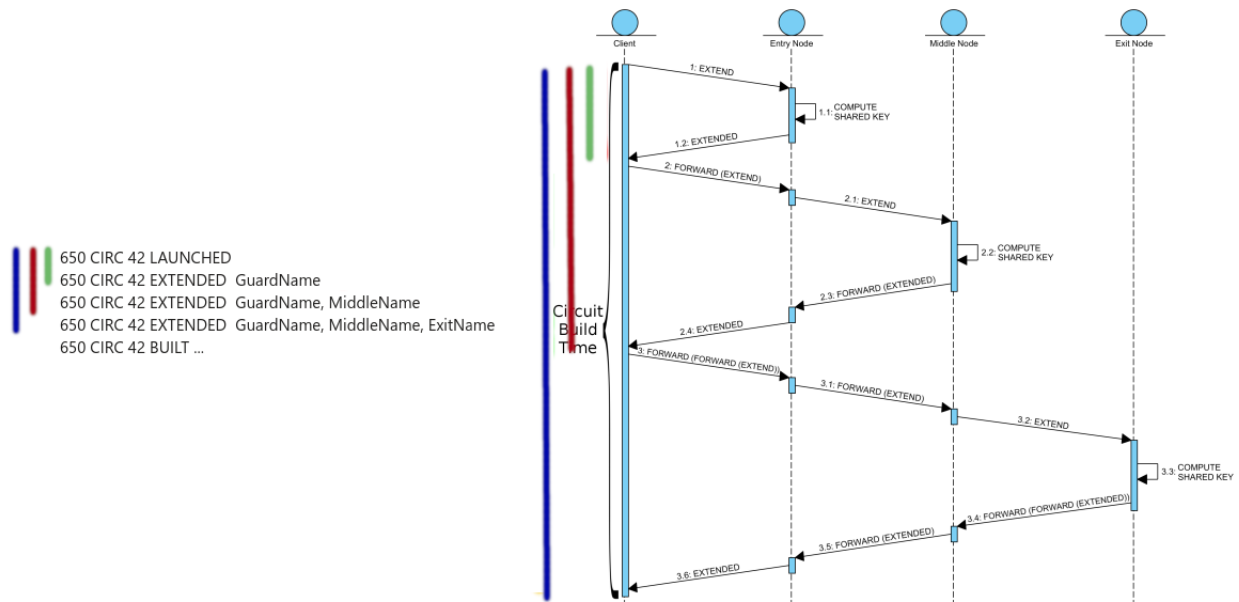 Client
Entry Node
Middle Node
Exit Node
1: EXTEND
1.1: COMPUTE
SHARED KEY
1.2: EXTENDED
2: FORWARD (EXTEND)
2.1: EXTEND
2.2: COMPUTE
SHARED KEY
2.3: FORWARD (EXTENDED)
2.4: EXTENDED
3: FORWARD (FORWARD (EXTEND))
3.1: FORWARD (EXTEND)
3.2: EXTEND
3.3: COMPUTE
SHARED KEY
3.4: FORWARD (FORWARD (EXTENDED))
3.5: FORWARD (EXTENDED)
3.6: EXTENDED
Circuit
Build
Time
650 CIRC 42 LAUNCHED
650 CIRC 42 EXTENDED GuardName
650 CIRC 42 EXTENDED GuardName, MiddleName
650 CIRC 42 EXTENDED GuardName, MiddleName, ExitName
650 CIRC 42 BUILT ...